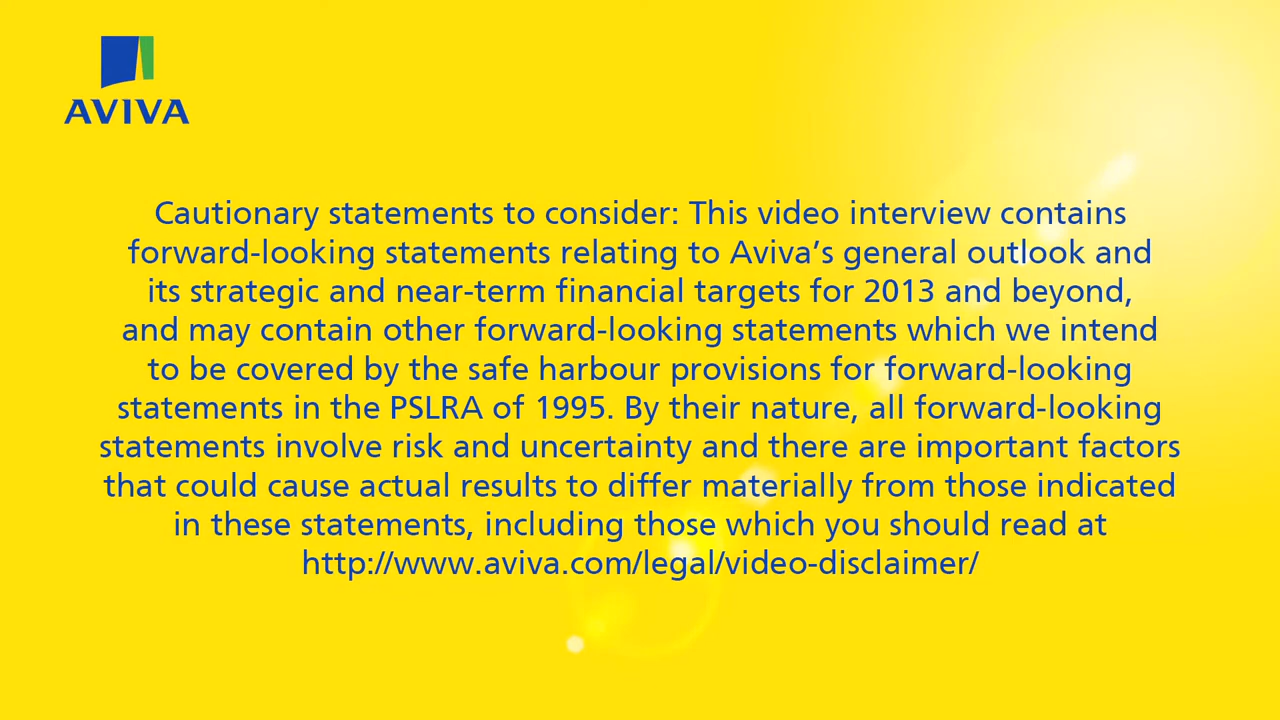 AVIVA
Cautionary statements to consider: This video interview contains
forward-looking statements relating to Aviva’s general outlook and
its strategic and near-term financial targets for 2013 and beyond,
and may contain other forward-looking statements which we intend
to be covered by the safe harbour provisions for forward-looking
statements in the PSLRA of 1995. By their nature, all forward-looking
statements involve risk and uncertainty and there are important factors
that could cause actual results to differ materially from those indicated
in these statements, including those which you should read at
http://www.aviva.com/legal/video-disclaimer/